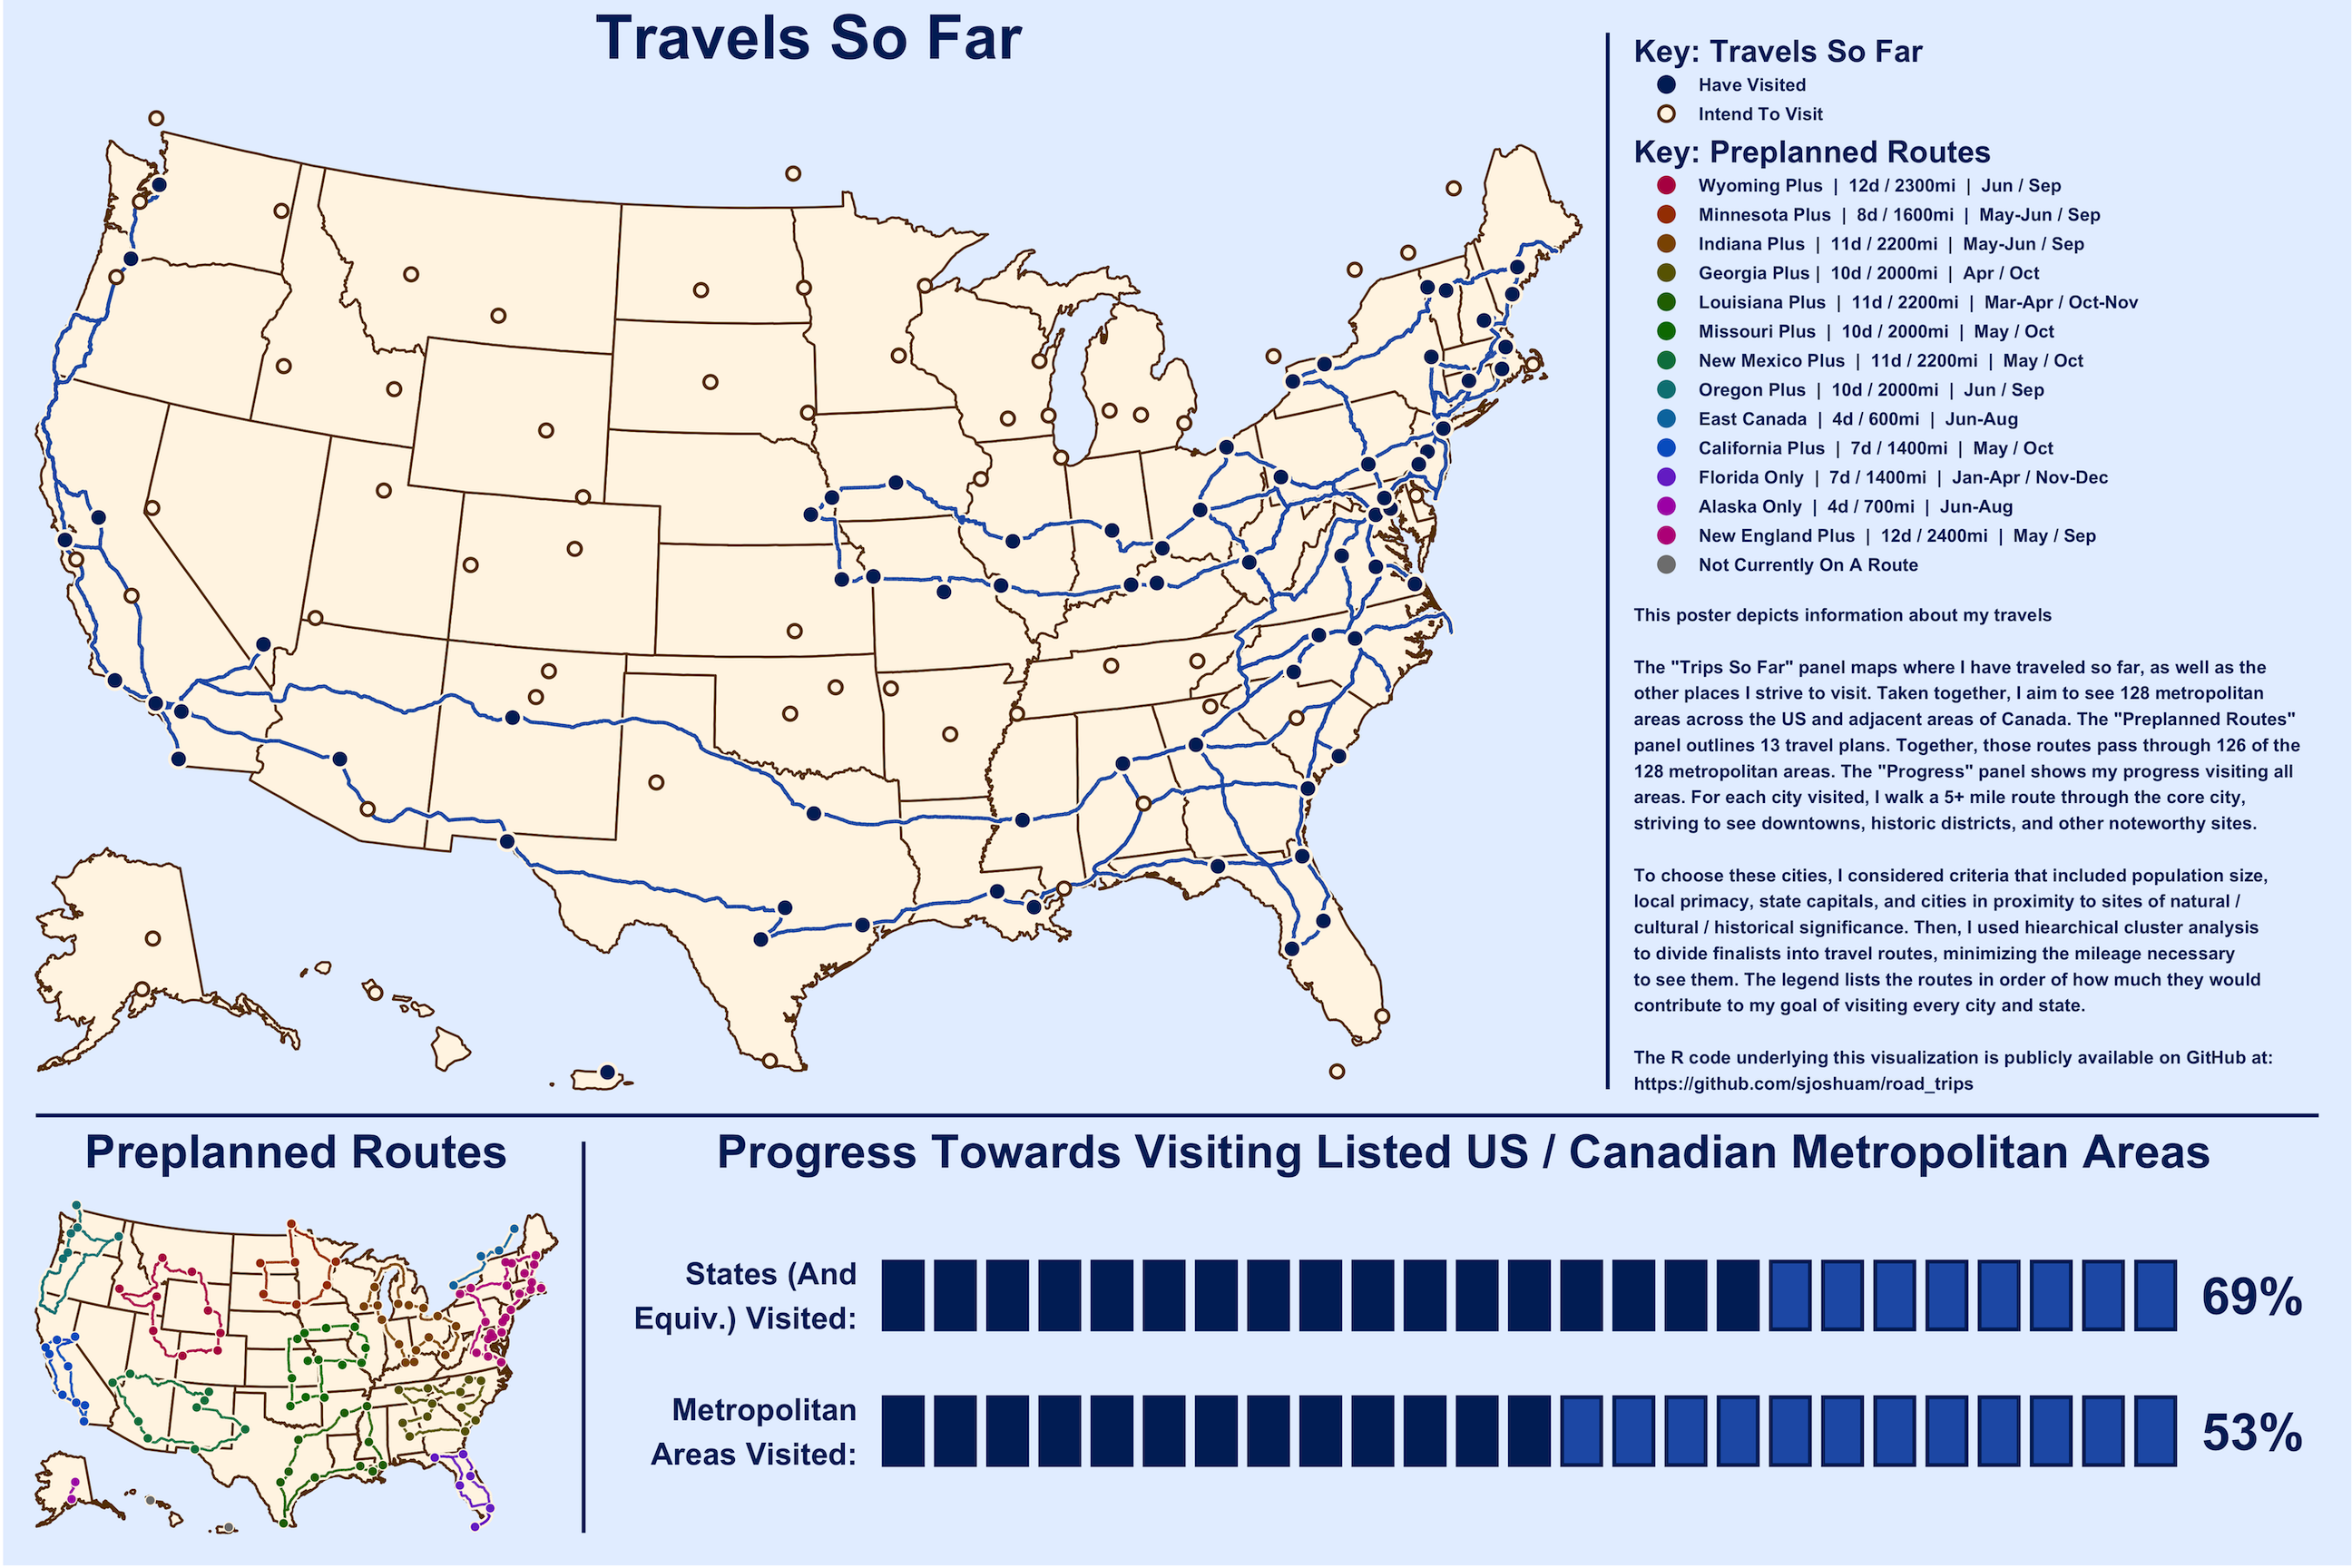 Travels So Far
Key: Travels So Far
Have Visited
Intend To Visit
Key: Preplanned Routes
Wyoming Plus | 12d / 2300mi | Jun / Sep
Minnesota Plus | 8d / 1600mi | May-Jun / Sep
Indiana Plus | 11d / 2200mi | May-Jun / Sep
Georgia Plus | 10d / 2000mi | Apr / Oct
Louisiana Plus | 11d / 2200mi | Mar-Apr / Oct-Nov
Missouri Plus | 10d / 2000mi | May / Oct
New Mexico Plus | 11d / 2200mi | May / Oct
Oregon Plus | 10d / 2000mi | Jun / Sep
East Canada | 4d / 600mi | Jun-Aug
California Plus | 7d / 1400mi | May / Oct
Florida Only | 7d / 1400mi | Jan-Apr / Nov-Dec
Alaska Only | 4d / 700mi | Jun-Aug
New England Plus | 12d / 2400mi | May / Sep
Not Currently On A Route
This poster depicts information about my travels
The "Trips So Far" panel maps where I have traveled so far, as well as the
other places I strive to visit. Taken together, I aim to see 128 metropolitan
areas across the US and adjacent areas of Canada. The "Preplanned Routes"
panel outlines 13 travel plans. Together, those routes pass through 126 of the
128 metropolitan areas. The "Progress" panel shows my progress visiting all
areas. For each city visited, I walk a 5+ mile route through the core city,
striving to see downtowns, historic districts, and other noteworthy sites.
To choose these cities, I considered criteria that included population size,
local primacy, state capitals, and cities in proximity to sites of natural /
cultural / historical significance. Then, I used hiearchical cluster analysis
to divide finalists into travel routes, minimizing the mileage necessary
to see them. The legend lists the routes in order of how much they would
contribute to my goal of visiting every city and state.
The R code underlying this visualization is publicly available on GitHub at:
https://github.com/sjoshuam/road_trips
Preplanned Routes
Progress Towards Visiting Listed US / Canadian Metropolitan Areas
States (And
Equiv.) Visited:
69%
Metropolitan
Areas Visited:
53%